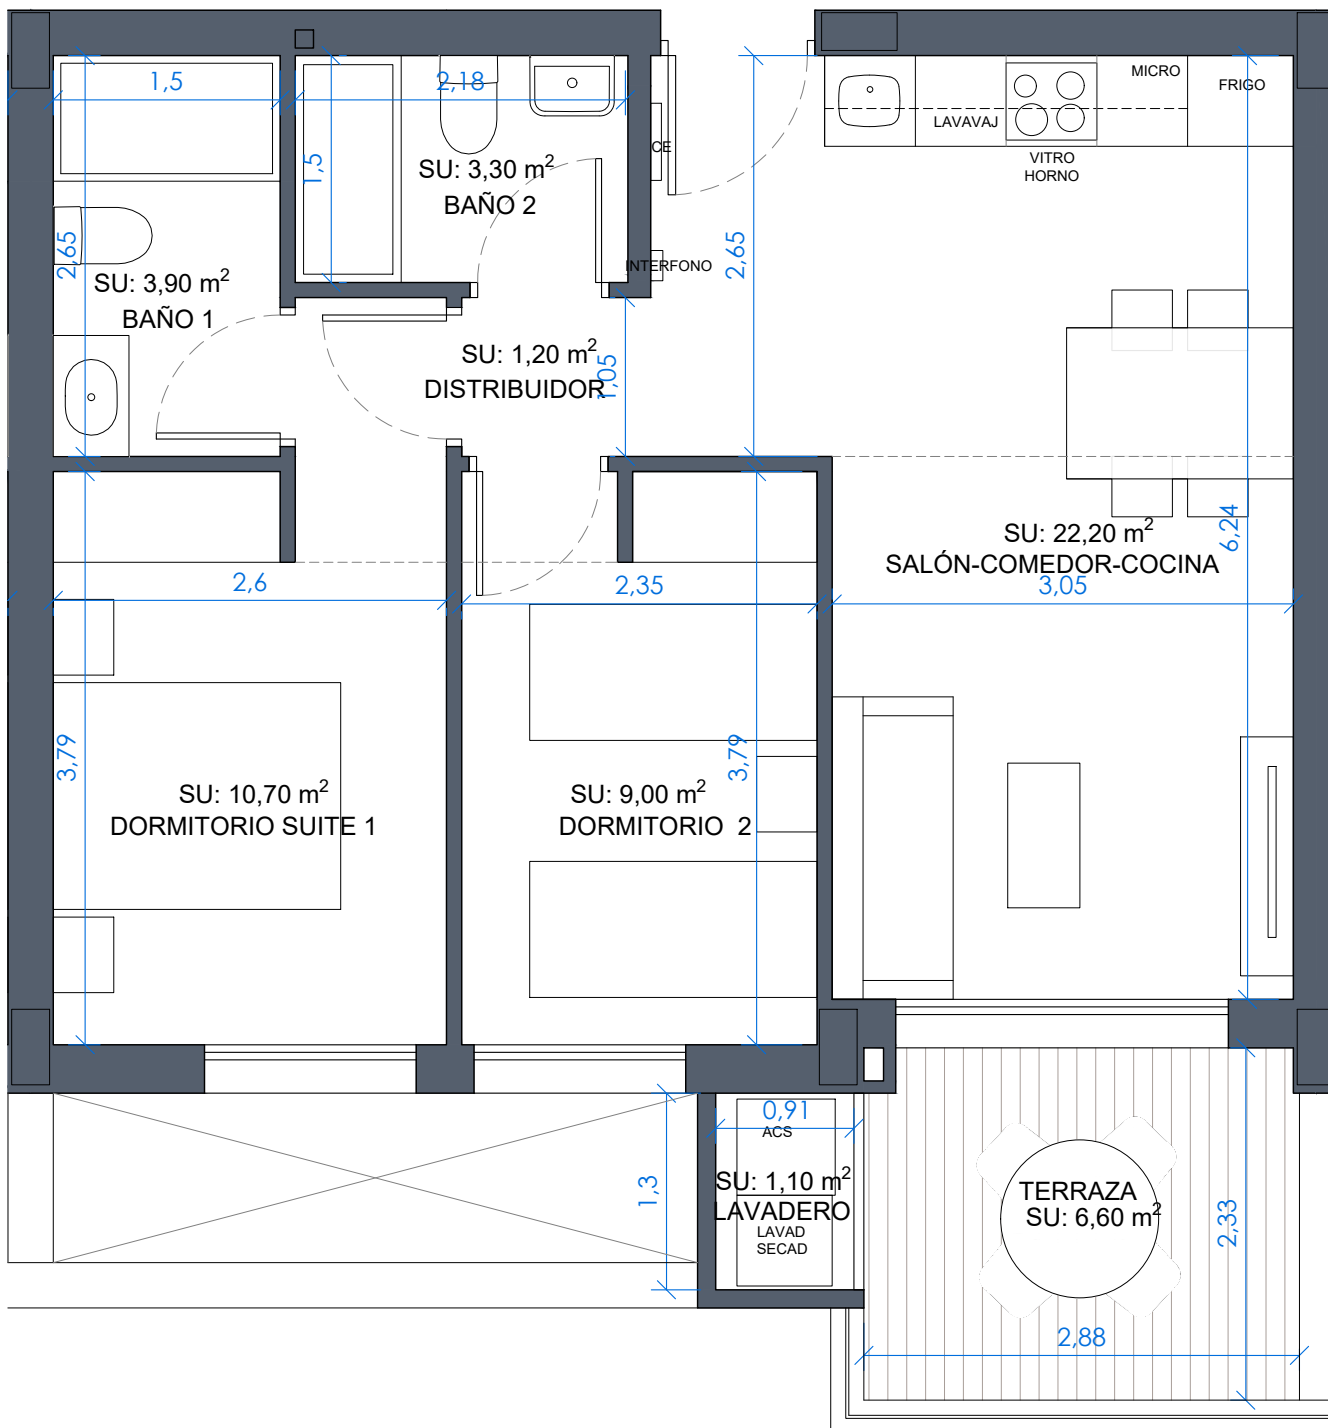 1,5
2,18
MICRO
FRIGO
LAVAVAJ
VITRO
HORNO
CE
SU: 3,30 m²
BAÑO 2
1,5
2,65
2,65
SU: 3,90 m²
BAÑO 1
INTERFONO
SU: 1,20 m²
DISTRIBUIDOR
1,05
SU: 22,20 m²
SALÓN-COMEDOR-COCINA
6,24
2,6
2,35
3,05
3,79
3,79
SU: 10,70 m²
DORMITORIO SUITE 1
SU: 9,00 m²
DORMITORIO 2
0,91
ACS
1,3
SU: 1,10 m²
LAVADERO
LAVAD
SECAD
TERRAZA
SU: 6,60 m²
2,33
2,88